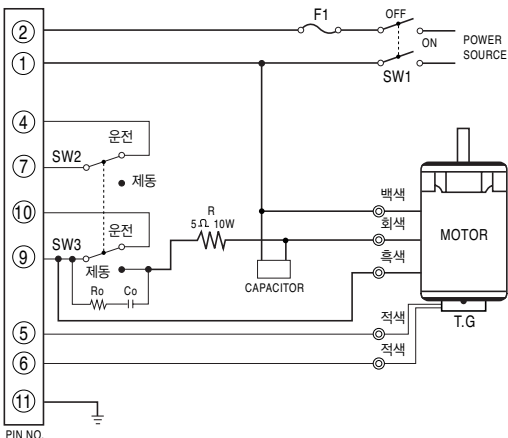 F1
OFF
ON
POWER
SOURCE
SW1
②
①
④
운전
SW2
⑦
제동
⑩
운전
SW3
⑨
제동
R
5Ω 10W
Ro
Co
CAPACITOR
백색
회색
흑색
MOTOR
T.G
⑤
적색
⑥
적색
⑪
PIN NO.